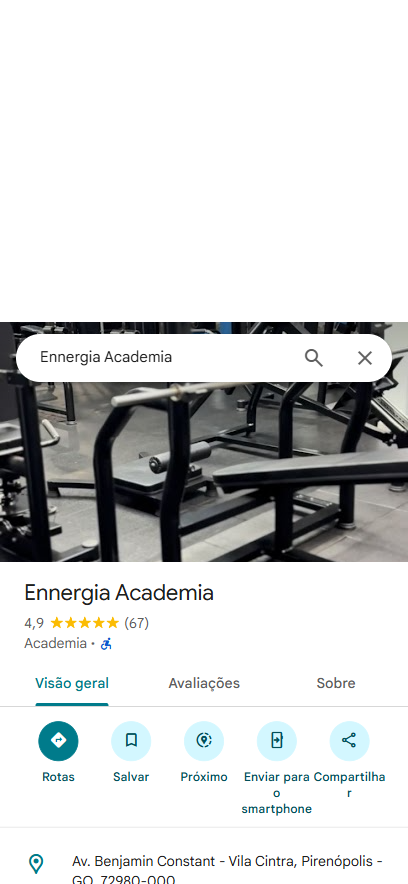 Ennergia Academia
Ennergia Academia
4,9 (67)
Academia ·
Visão geral
Avaliações
Sobre
Rotas
Salvar
Próximo
Enviar para o smartphone
Compartilhar
Av. Benjamin Constant - Vila Cintra, Pirenópolis -
GO, 72980-000